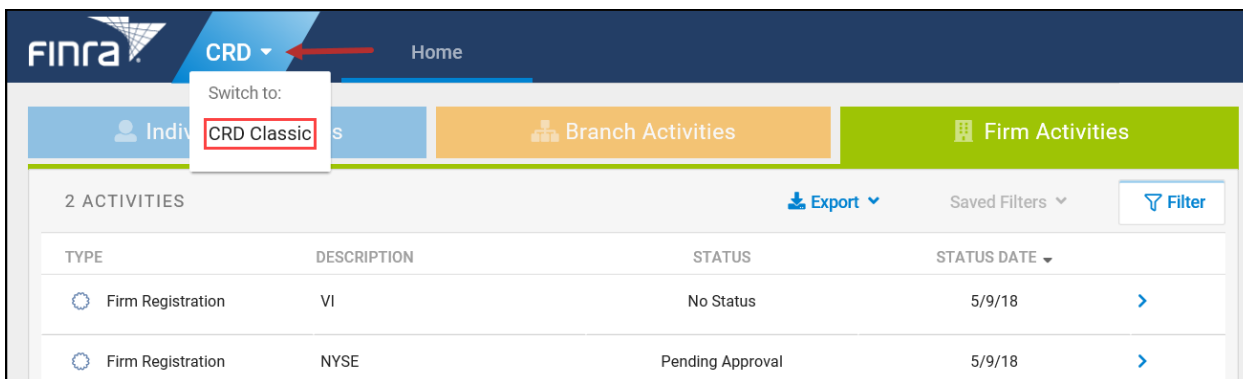 Finra
CRD Home
Switch to:
CRD Classic
Indiv s Branch Activities Firm Activities
2 ACTIVITIES Export Saved Filters Filter
TYPE DESCRIPTION STATUS STATUS DATE
Firm Registration VI No Status 5/9/18
Firm Registration NYSE Pending Approval 5/9/18